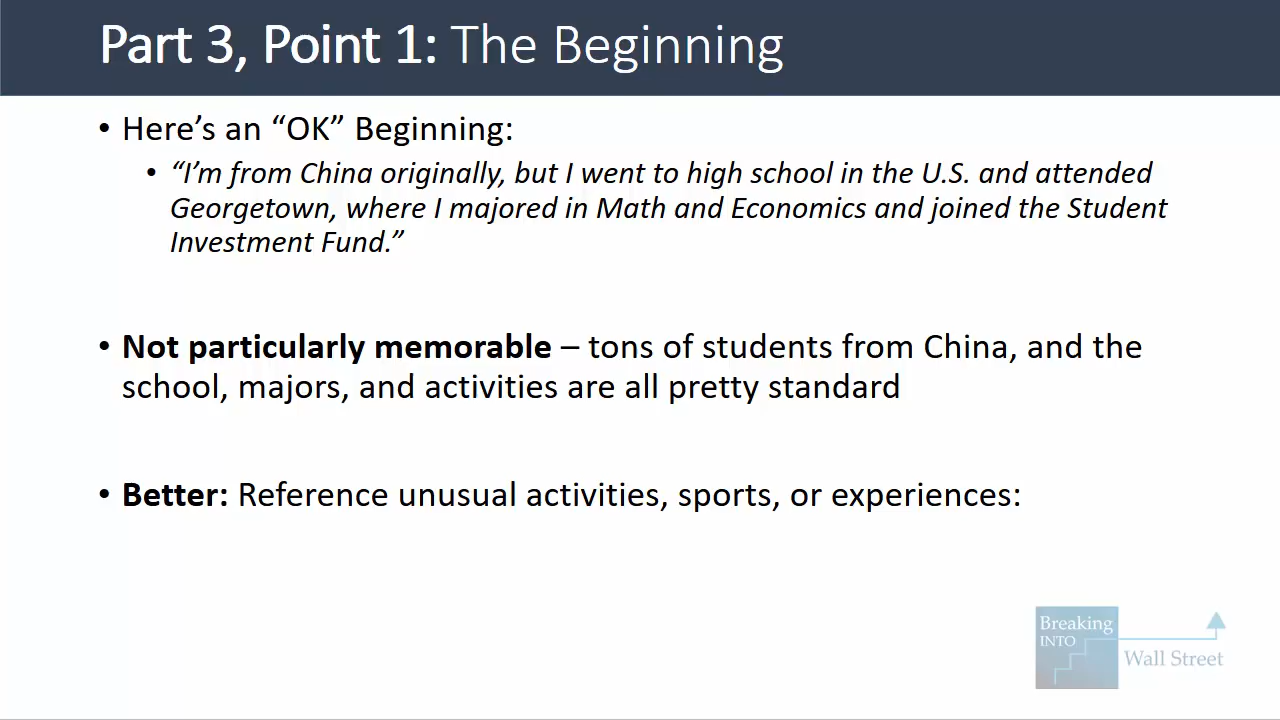 Part 3, Point 1: The Beginning
• Here’s an “OK” Beginning:
• “I’m from China originally, but I went to high school in the U.S. and attended
Georgetown, where I majored in Math and Economics and joined the Student
Investment Fund.”
• Not particularly memorable – tons of students from China, and the
school, majors, and activities are all pretty standard
• Better: Reference unusual activities, sports, or experiences:
Breaking
INTO
Wall Street